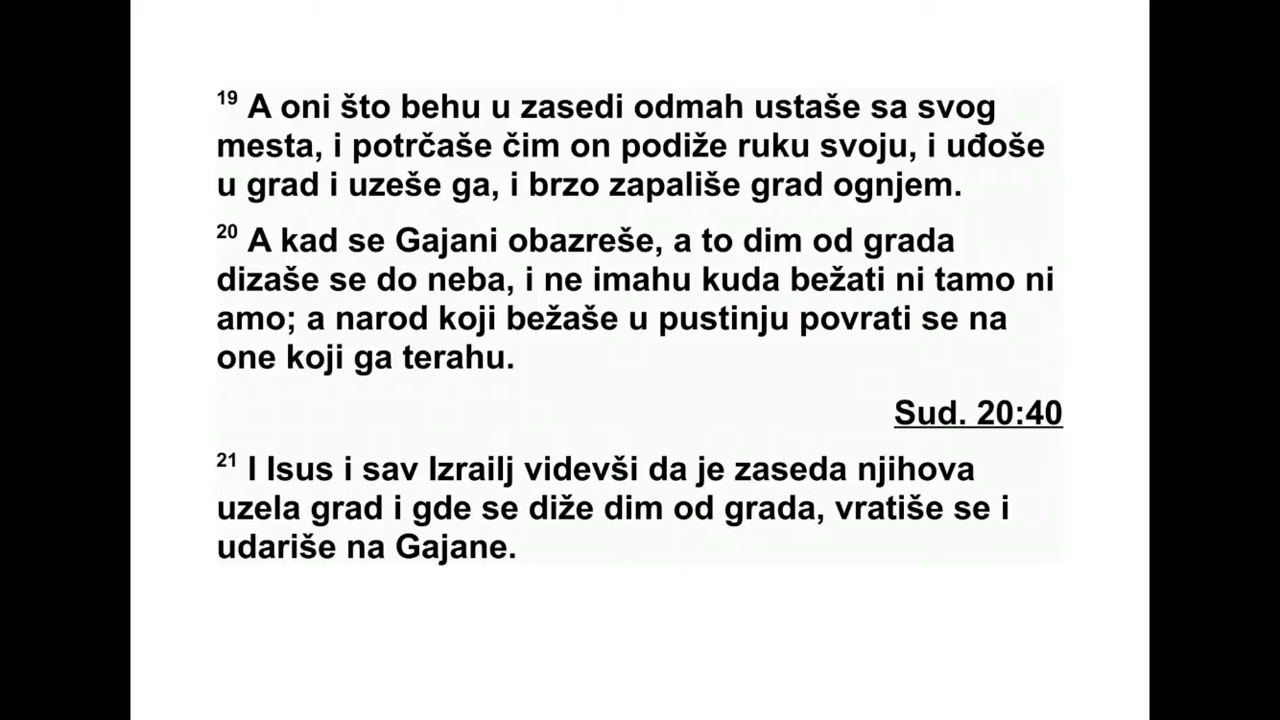 19 A oni što behu u zasedi odmah ustaše sa svog
mesta, i potrčaše čim on podiže ruku svoju, i uđoše
u grad i uzeše ga, i brzo zapališe grad ognjem.
20 A kad se Gajani obazreše, a to dim od grada
dizaše se do neba, i ne imahu kuda bežati ni tamo ni
amo; a narod koji bežaše u pustinju povrati se na
one koji ga terahu.
Sud. 20:40
21 I Isus i sav Izrailj videvši da je zaseda njihova
uzela grad i gde se diže dim od grada, vratiše se i
udariše na Gajane.